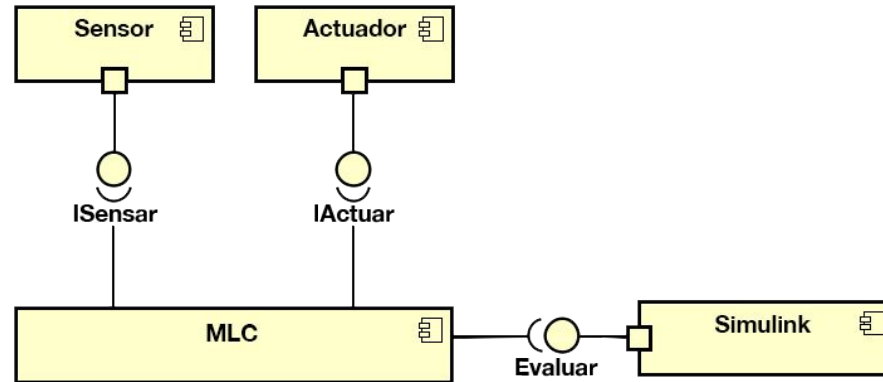 Sensor
Actuador
ISensar
IActuar
MLC
Simulink
Evaluar